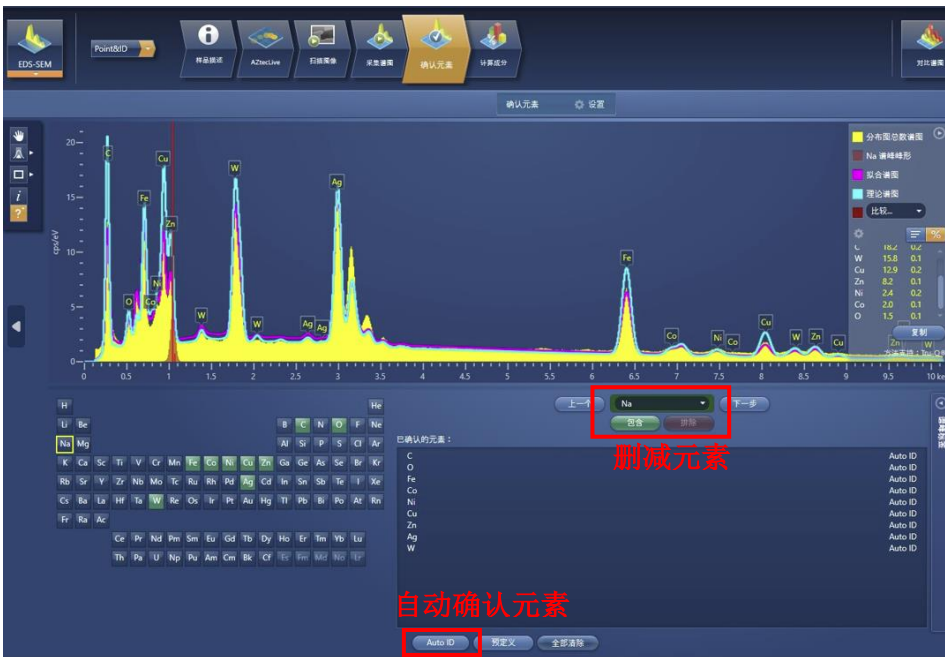 EDS-SEM
Point&ID
样品描述
AZtecLive
扫描图像
采集谱图
确认元素
计算成分
对比谱图
确认元素 设置
cps/eV
20
15
10
5
0
C
O
Fe
Co
Ni
Cu
Zn
W
W
W
Ag
Ag
Ag
Fe
Co
Ni
Co
Cu
W
Zn
Cu
Zn
W
0 0.5 1 1.5 2 2.5 3 3.5 4 4.5 5 5.5 6 6.5 7 7.5 8 8.5 9 9.5 10 ke
分布图总数谱图
Na 谱峰峰形
拟合谱图
理论谱图
比较...
%
C 18.2 0.2
W 15.8 0.1
Cu 12.9 0.2
Zn 8.2 0.1
Ni 2.4 0.2
Co 2.0 0.1
O 1.5 0.1
复制
上一个 Na 下一步
包含 排除
删减元素
H He
Li Be B C N O F Ne
Na Mg Al Si P S Cl Ar
K Ca Sc Ti V Cr Mn Fe Co Ni Cu Zn Ga Ge As Se Br Kr
Rb Sr Y Zr Nb Mo Tc Ru Rh Pd Ag Cd In Sn Sb Te I Xe
Cs Ba La Hf Ta W Re Os Ir Pt Au Hg Tl Pb Bi Po At Rn
Fr Ra Ac
Ce Pr Nd Pm Sm Eu Gd Tb Dy Ho Er Tm Yb Lu
Th Pa U Np Pu Am Cm Bk Cf Es Fm Md No Lr
已确认的元素：
C Auto ID
O Auto ID
Fe Auto ID
Co Auto ID
Ni Auto ID
Cu Auto ID
Zn Auto ID
Ag Auto ID
W Auto ID
自动确认元素
Auto ID 预定义 全部清除